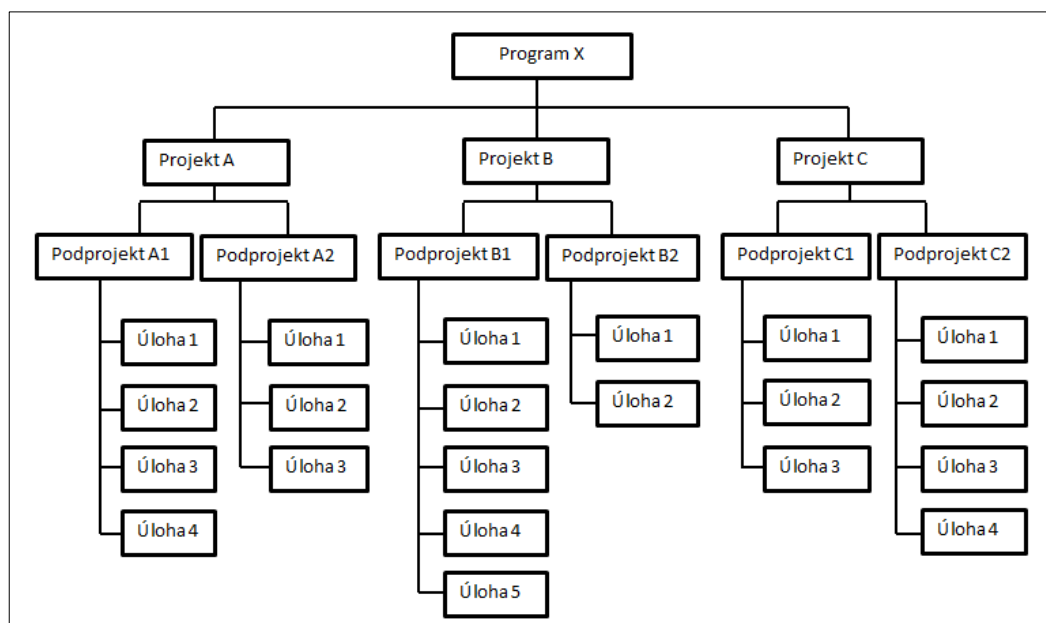 Program X
Projekt A
Projekt B
Projekt C
Podprojekt A1
Podprojekt A2
Podprojekt B1
Podprojekt B2
Podprojekt C1
Podprojekt C2
Úloha 1
Úloha 2
Úloha 3
Úloha 4
Úloha 1
Úloha 2
Úloha 3
Úloha 1
Úloha 2
Úloha 3
Úloha 4
Úloha 5
Úloha 1
Úloha 2
Úloha 1
Úloha 2
Úloha 3
Úloha 1
Úloha 2
Úloha 3
Úloha 4